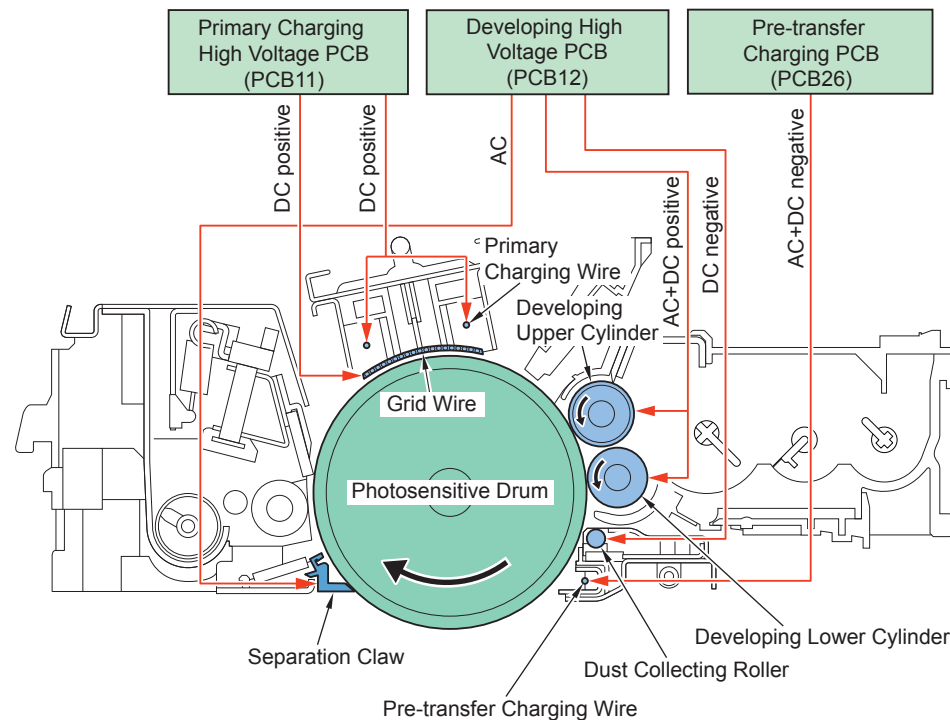 Primary Charging
High Voltage PCB
(PCB11)
Developing High
Voltage PCB
(PCB12)
Pre-transfer
Charging PCB
(PCB26)
DC positive
DC positive
AC
AC+DC positive
DC negative
AC+DC negative
Primary
Charging Wire
Developing
Upper Cylinder
Grid Wire
Photosensitive Drum
Separation Claw
Developing Lower Cylinder
Dust Collecting Roller
Pre-transfer Charging Wire